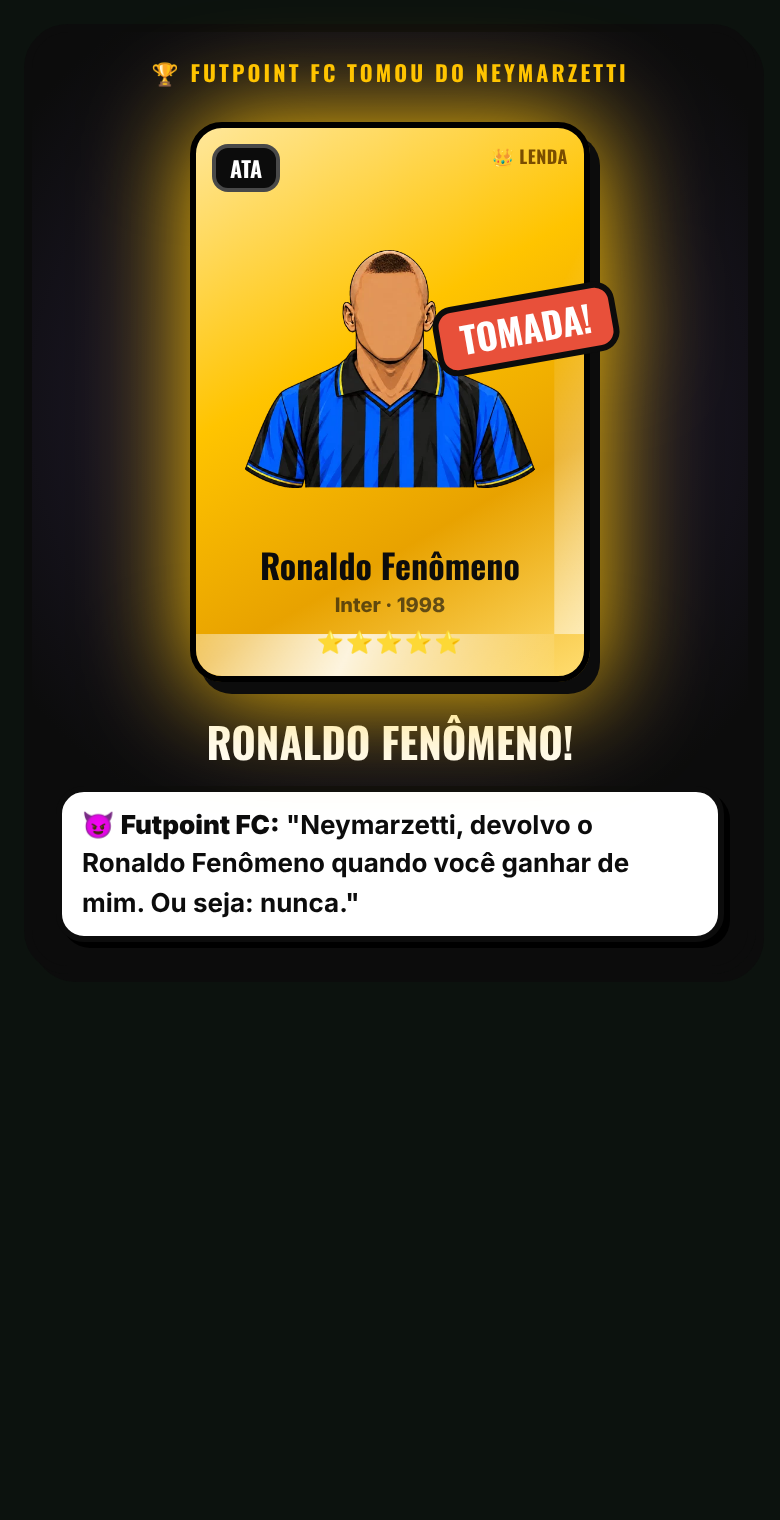 🏆 FUTPOINT FC TOMOU DO NEYMARZETTI
ATA
👑 LENDA
TOMADA!
Ronaldo Fenômeno
Inter · 1998
⭐⭐⭐⭐⭐
RONALDO FENÔMENO!
😈 Futpoint FC: "Neymarzetti, devolvo o
Ronaldo Fenômeno quando você ganhar de
mim. Ou seja: nunca."